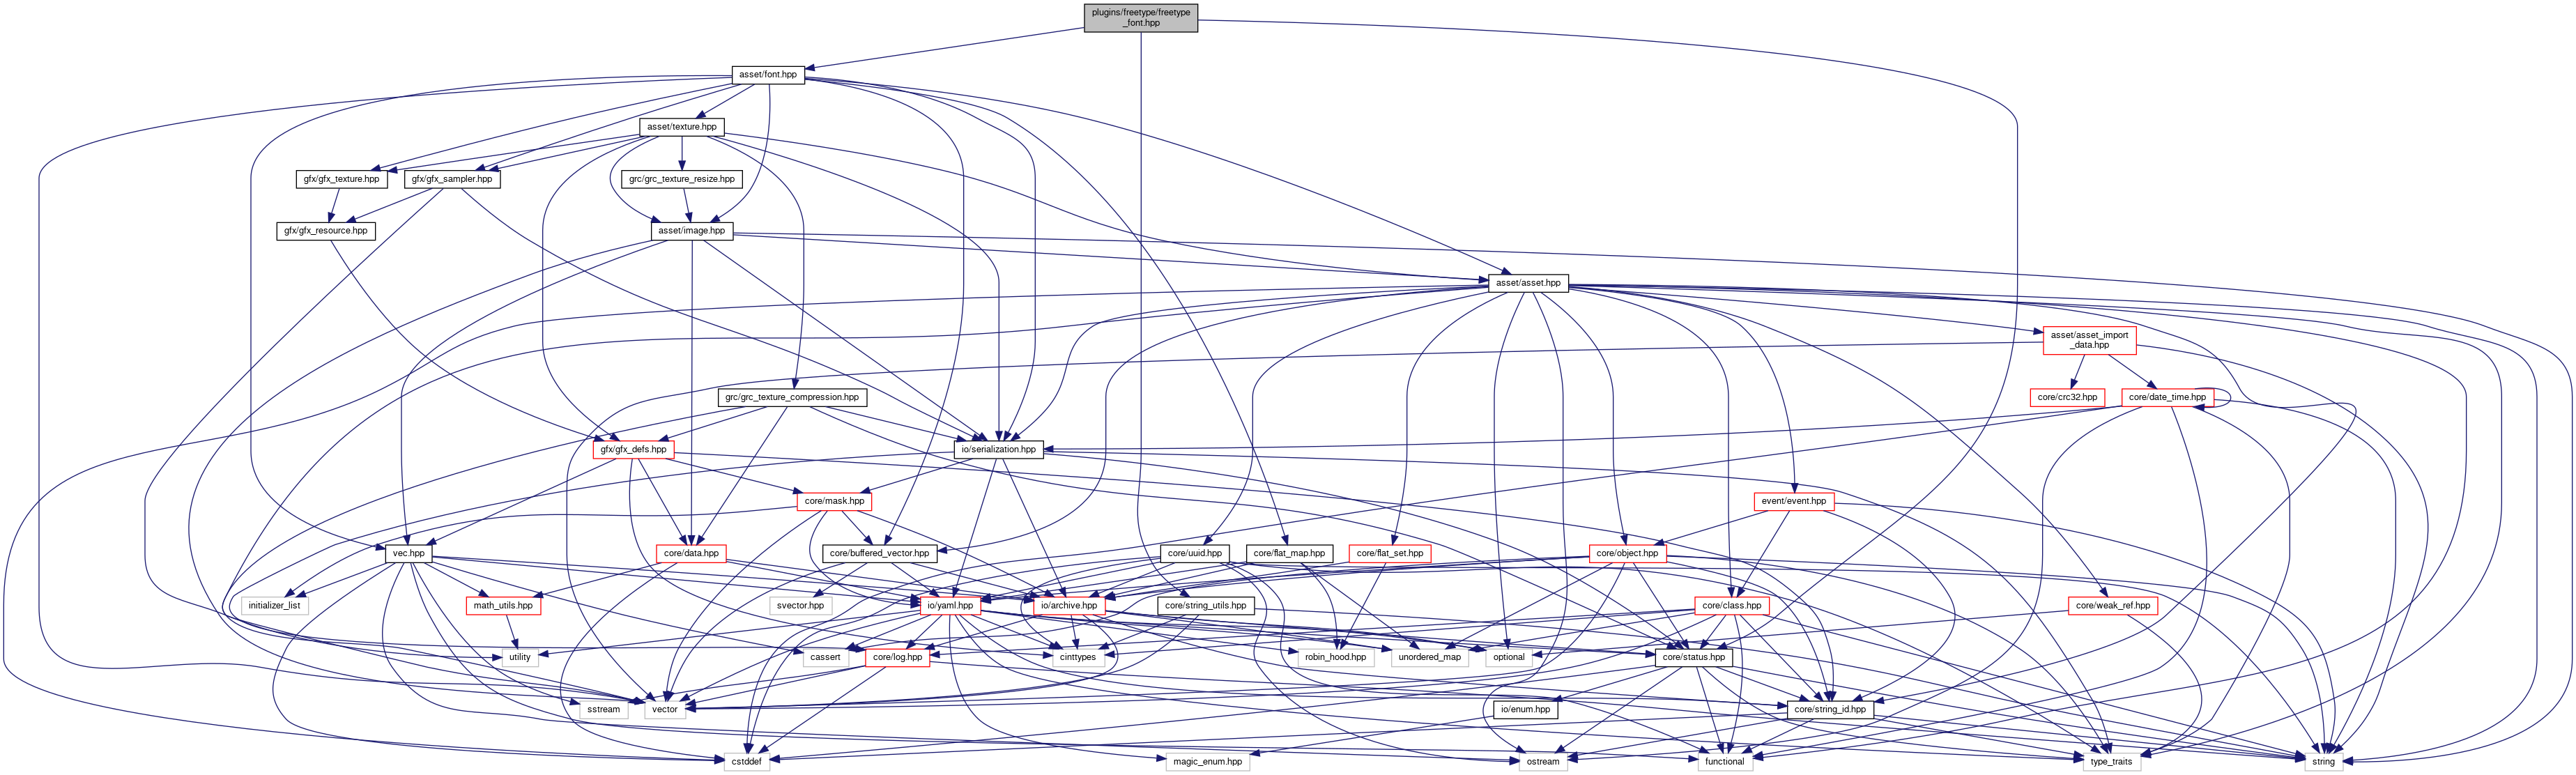 plugins/freetype/freetype
_font.hpp
asset/font.hpp
asset/texture.hpp
gfx/gfx_texture.hpp
gfx/gfx_sampler.hpp
grc/grc_texture_resize.hpp
gfx/gfx_resource.hpp
asset/image.hpp
asset/asset.hpp
asset/asset_import
_data.hpp
grc/grc_texture_compression.hpp
core/crc32.hpp
core/date_time.hpp
gfx/gfx_defs.hpp
io/serialization.hpp
core/mask.hpp
event/event.hpp
vec.hpp
core/data.hpp
core/buffered_vector.hpp
core/uuid.hpp
core/flat_map.hpp
core/flat_set.hpp
core/object.hpp
initializer_list
math_utils.hpp
svector.hpp
io/yaml.hpp
io/archive.hpp
core/string_utils.hpp
core/class.hpp
core/weak_ref.hpp
utility
cassert
core/log.hpp
cinttypes
robin_hood.hpp
unordered_map
optional
core/status.hpp
sstream
vector
io/enum.hpp
core/string_id.hpp
cstddef
magic_enum.hpp
ostream
functional
type_traits
string